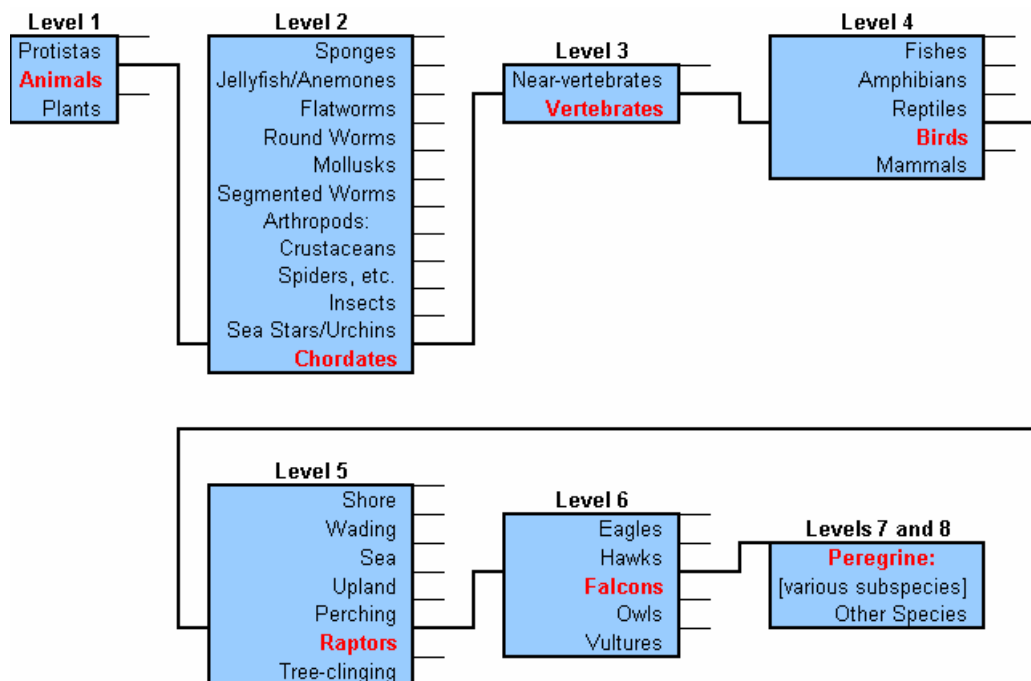 Level 1
Protistas
Animals
Plants
Level 2
Sponges
Jellyfish/Anemones
Flatworms
Round Worms
Mollusks
Segmented Worms
Arthropods:
Crustaceans
Spiders, etc.
Insects
Sea Stars/Urchins
Chordates
Level 3
Near-vertebrates
Vertebrates
Level 4
Fishes
Amphibians
Reptiles
Birds
Mammals
Level 5
Shore
Wading
Sea
Upland
Perching
Raptors
Tree-clinging
Level 6
Eagles
Hawks
Falcons
Owls
Vultures
Levels 7 and 8
Peregrine:
[various subspecies]
Other Species